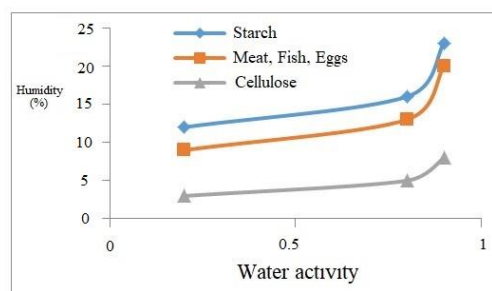 25
20
15
10
5
0
Humidity
(%)
Starch
Meat, Fish, Eggs
Cellulose
0 0.5 1
Water activity